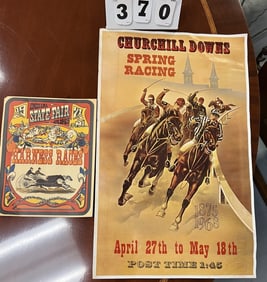 370
CHURCHILL DOWNS
SPRING
RACING
1875
1968
April 27th to May 18th
POST TIME 1:45
STATE FAIR
HARNESS RACES